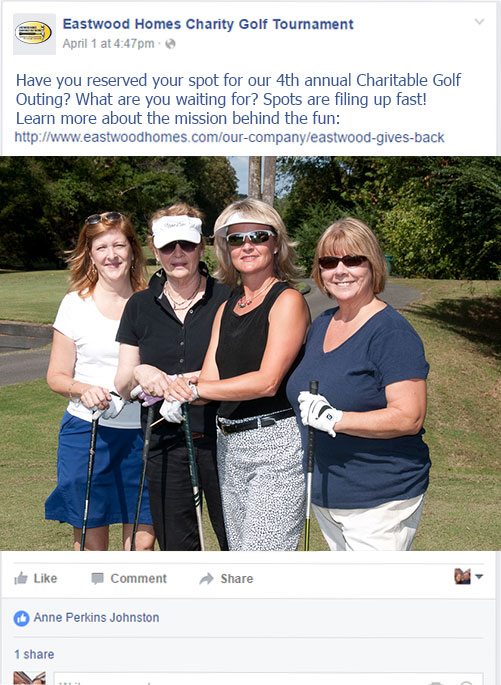 Eastwood Homes Charity Golf Tournament
April 1 at 4:47pm ·
Have you reserved your spot for our 4th annual Charitable Golf
Outing? What are you waiting for? Spots are filing up fast!
Learn more about the mission behind the fun:
http://www.eastwoodhomes.com/our-company/eastwood-gives-back
Like Comment Share
Anne Perkins Johnston
1 share